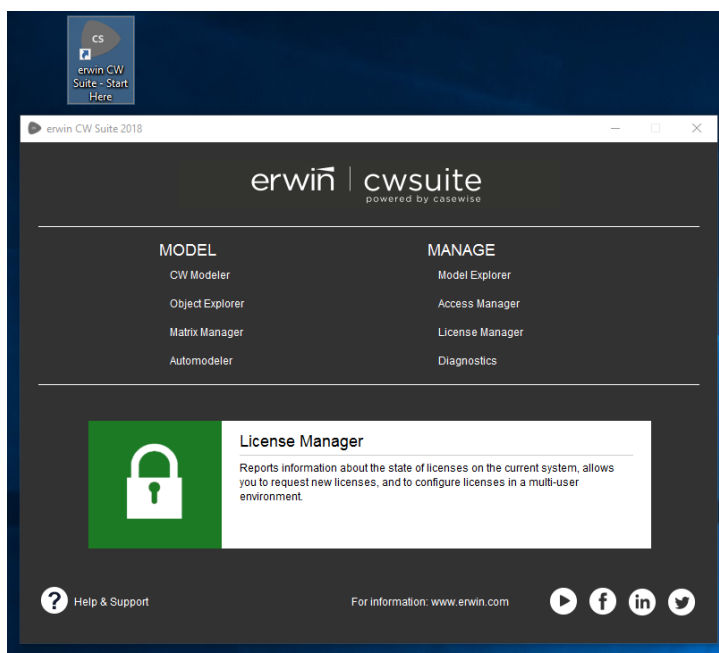 cs
erwin CW
Suite - Start
Here
erwin CW Suite 2018
erwin | cwsuite
powered by casewise
MODEL
CW Modeler
Object Explorer
Matrix Manager
Automodeler
MANAGE
Model Explorer
Access Manager
License Manager
Diagnostics
License Manager
Reports information about the state of licenses on the current system, allows
you to request new licenses, and to configure licenses in a multi-user
environment.
? Help & Support
For information: www.erwin.com
f
in